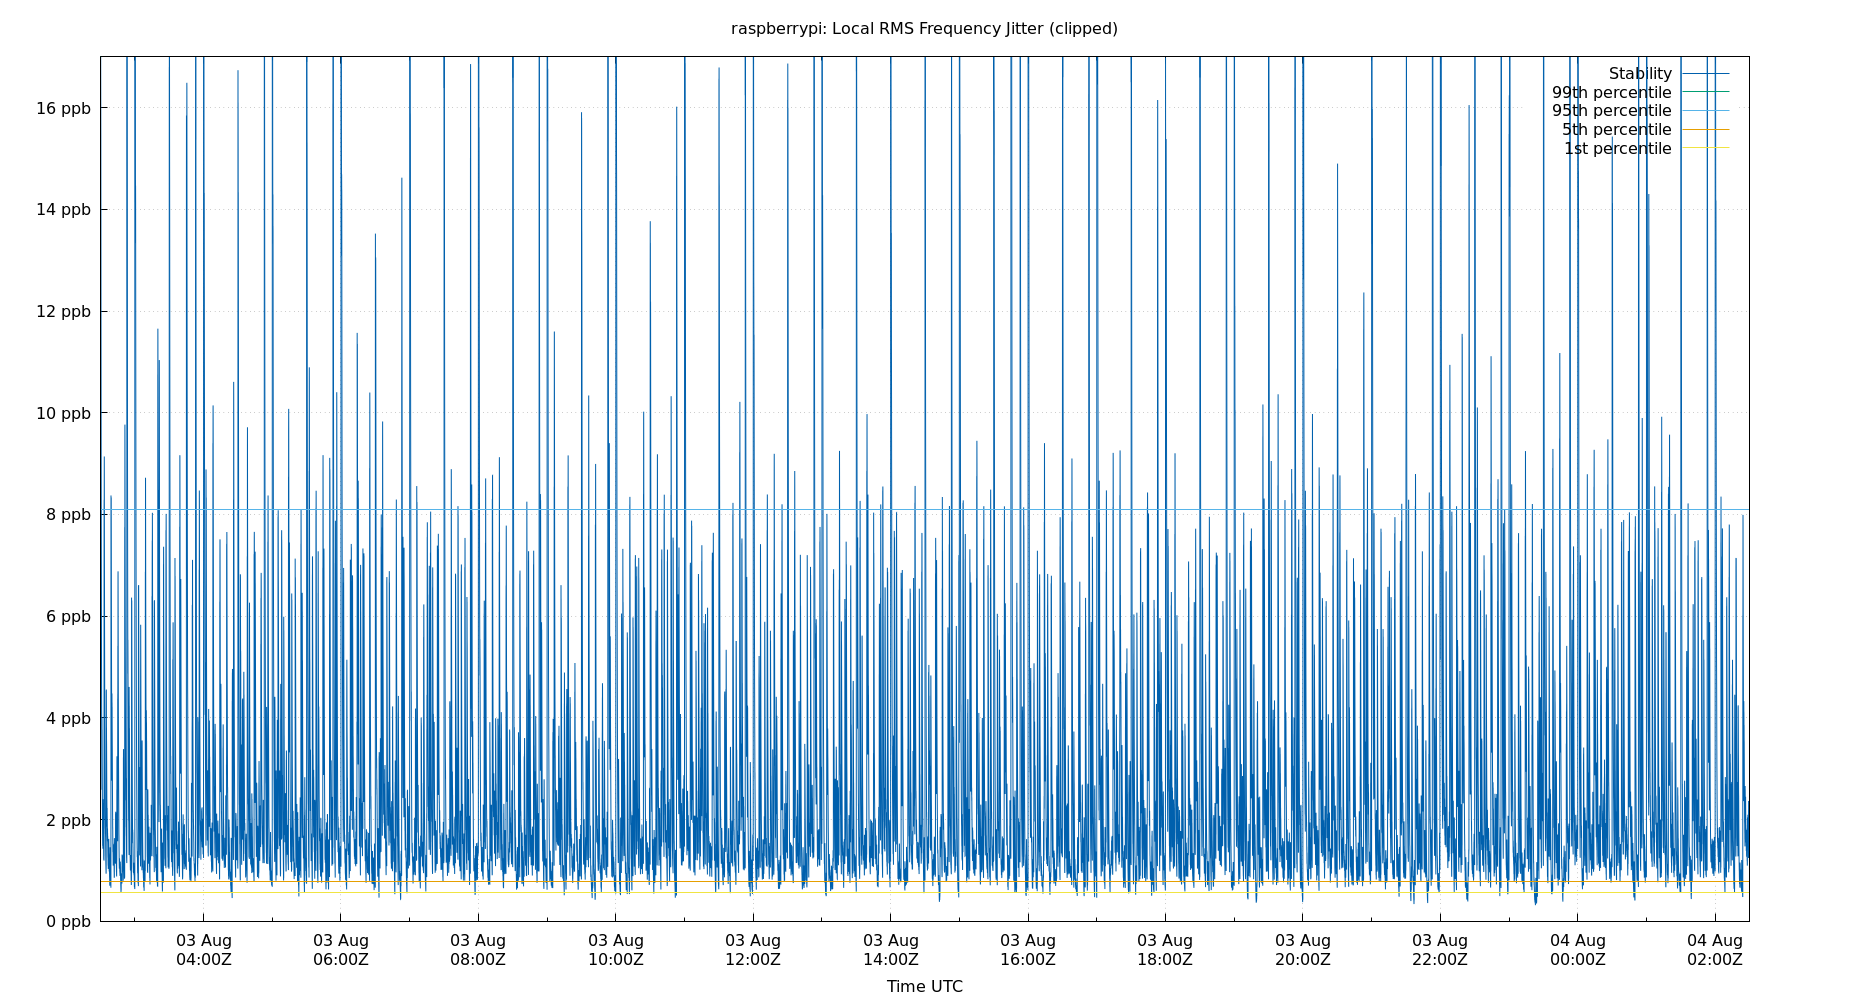 raspberrypi: Local RMS Frequency Jitter (clipped)
Stability
99th percentile
95th percentile
5th percentile
1st percentile
16 ppb
14 ppb
12 ppb
10 ppb
8 ppb
6 ppb
4 ppb
2 ppb
0 ppb
03 Aug 03 Aug 03 Aug 03 Aug 03 Aug 03 Aug 03 Aug 03 Aug 03 Aug 03 Aug 04 Aug 04 Aug
04:00Z 06:00Z 08:00Z 10:00Z 12:00Z 14:00Z 16:00Z 18:00Z 20:00Z 22:00Z 00:00Z 02:00Z
Time UTC